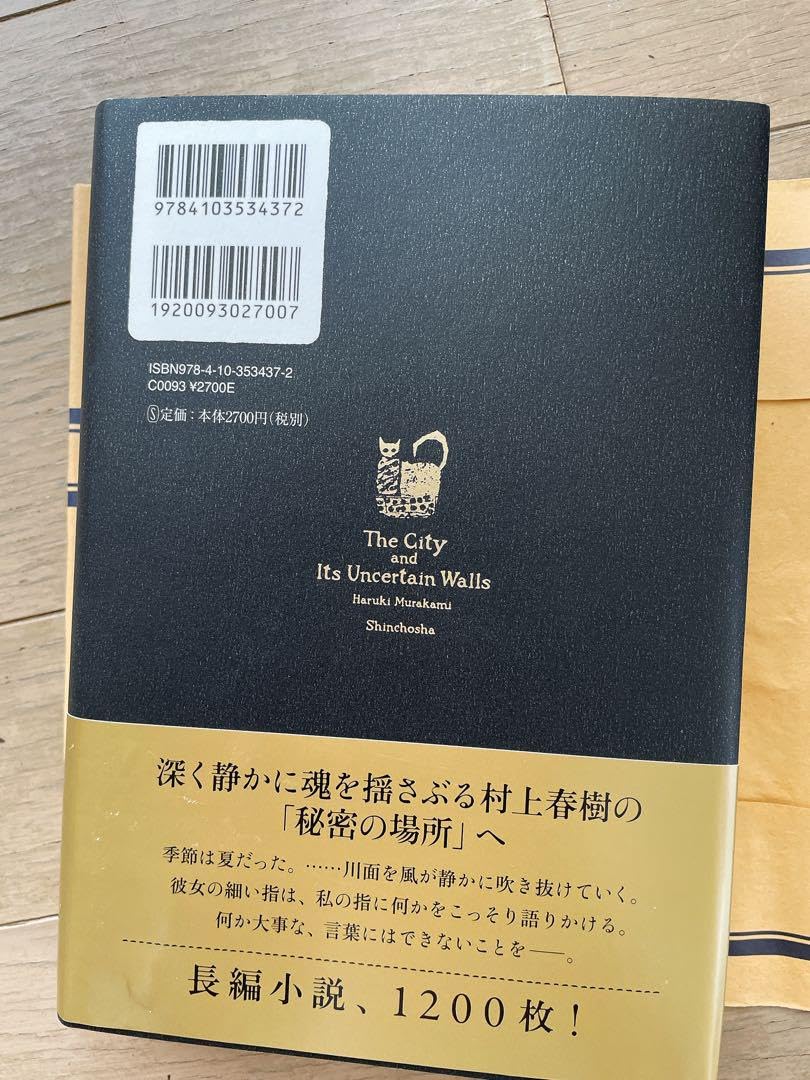 9784103534372
1920093027007
ISBN978-4-10-353437-2
C0093 ¥2700E
Ⓢ定価：本体2700円（税別）
The City
and
Its Uncertain Walls
Haruki Murakami
Shinchosha
深く静かに魂を揺さぶる村上春樹の
「秘密の場所」へ
季節は夏だった。……川面を風が静かに吹き抜けていく。
彼女の細い指は、私の指に何かをこっそり語りかける。
何か大事な、言葉にはできないことを──。
長編小説、1200枚！